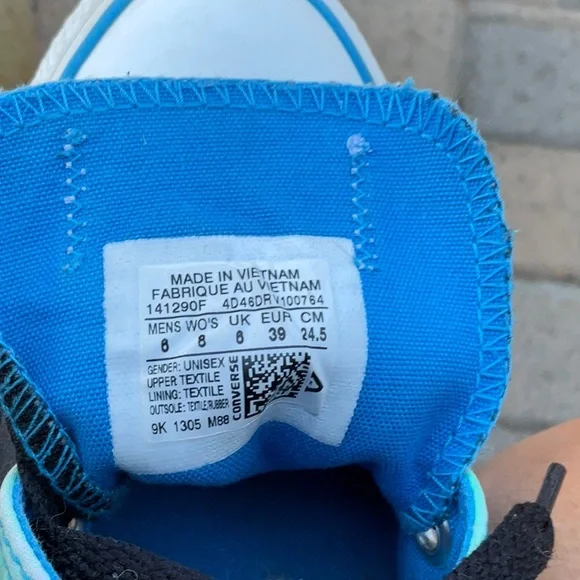 MADE IN VIETNAM
FABRIQUE AU VIETNAM
141290F 4D46DRV100764
MENS WO'S UK EUR CM
6 8 6 39 24.5
GENDER: UNISEX
UPPER TEXTILE
LINING: TEXTILE
OUTSOLE: TEXTILE/RUBBER
CONVERSE
9K 1305 M88